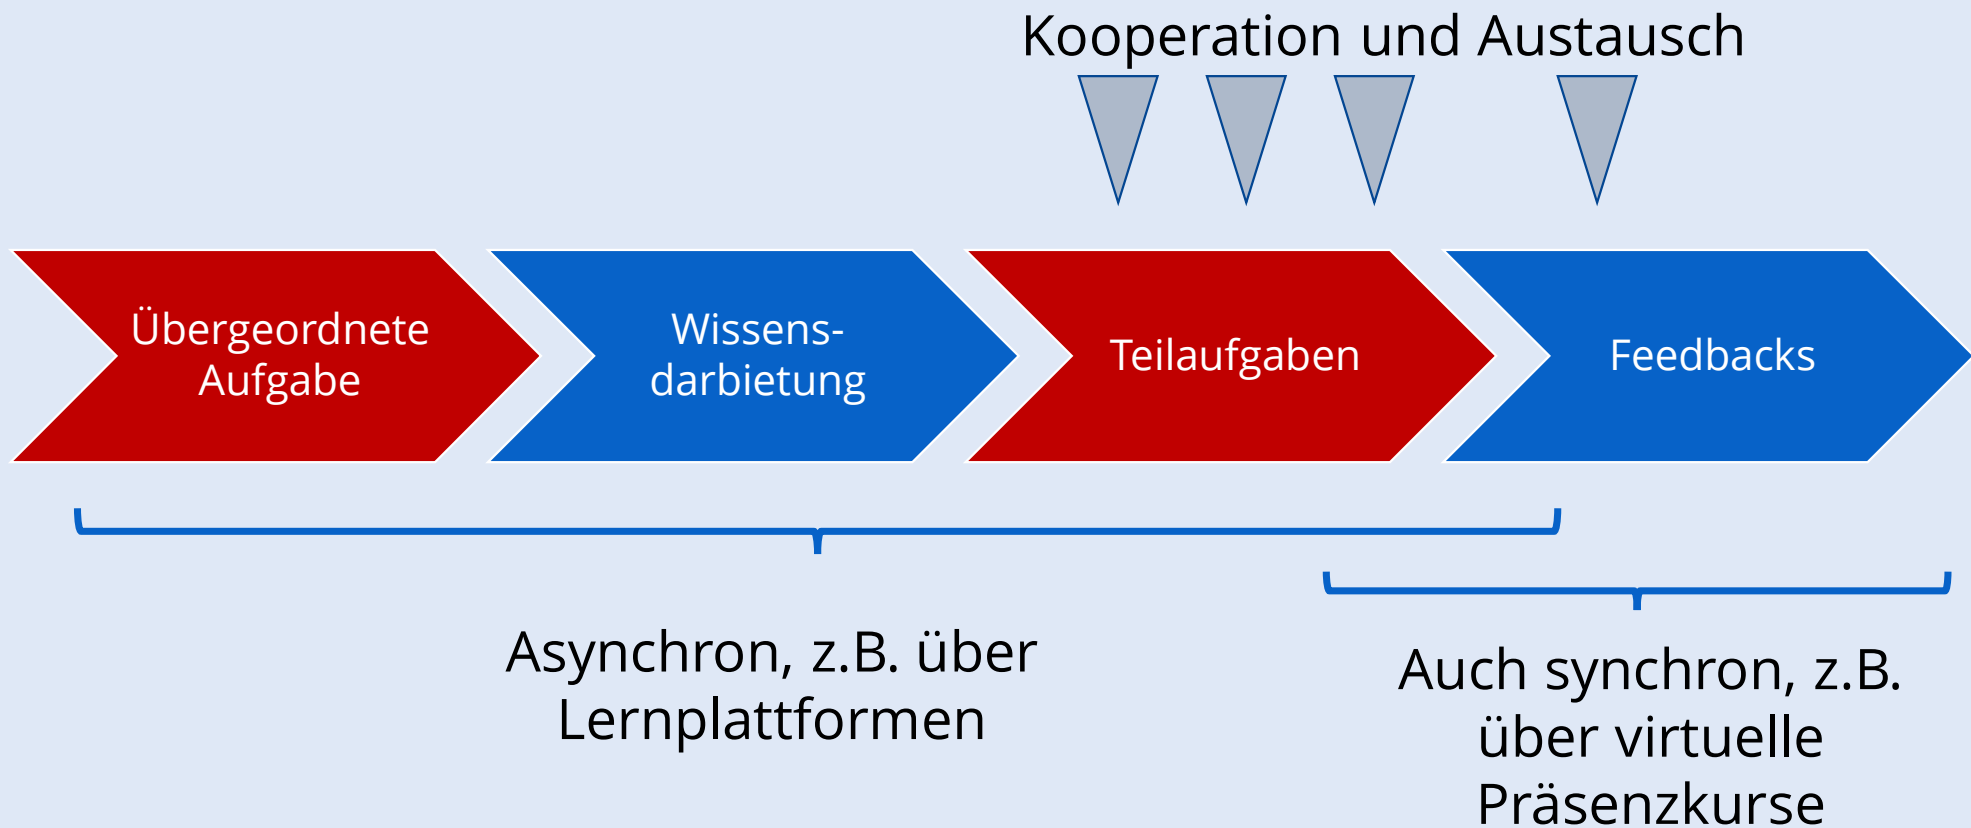 Kooperation und Austausch
Übergeordnete
Aufgabe
Wissens-
darbietung
Teilaufgaben
Feedbacks
Asynchron, z.B. über
Lernplattformen
Auch synchron, z.B.
über virtuelle
Präsenzkurse